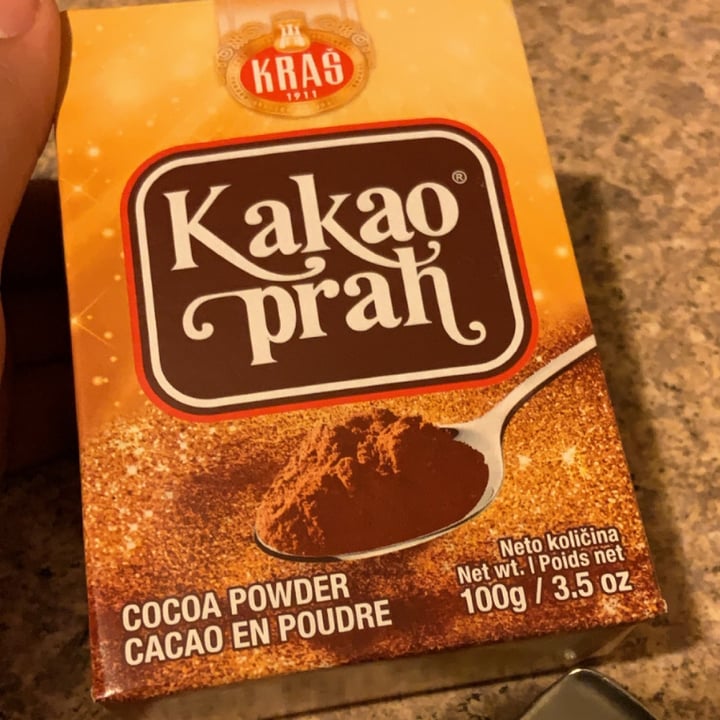 KRAŠ
1911
Kakao®
prah
COCOA POWDER
CACAO EN POUDRE
Neto količina
Net wt. | Poids net
100g / 3.5 oz